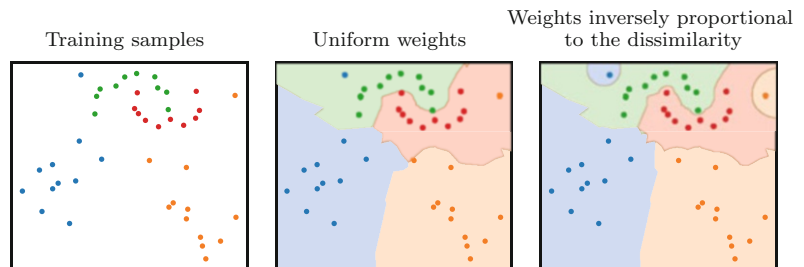 Training samples
Uniform weights
Weights inversely proportional
to the dissimilarity